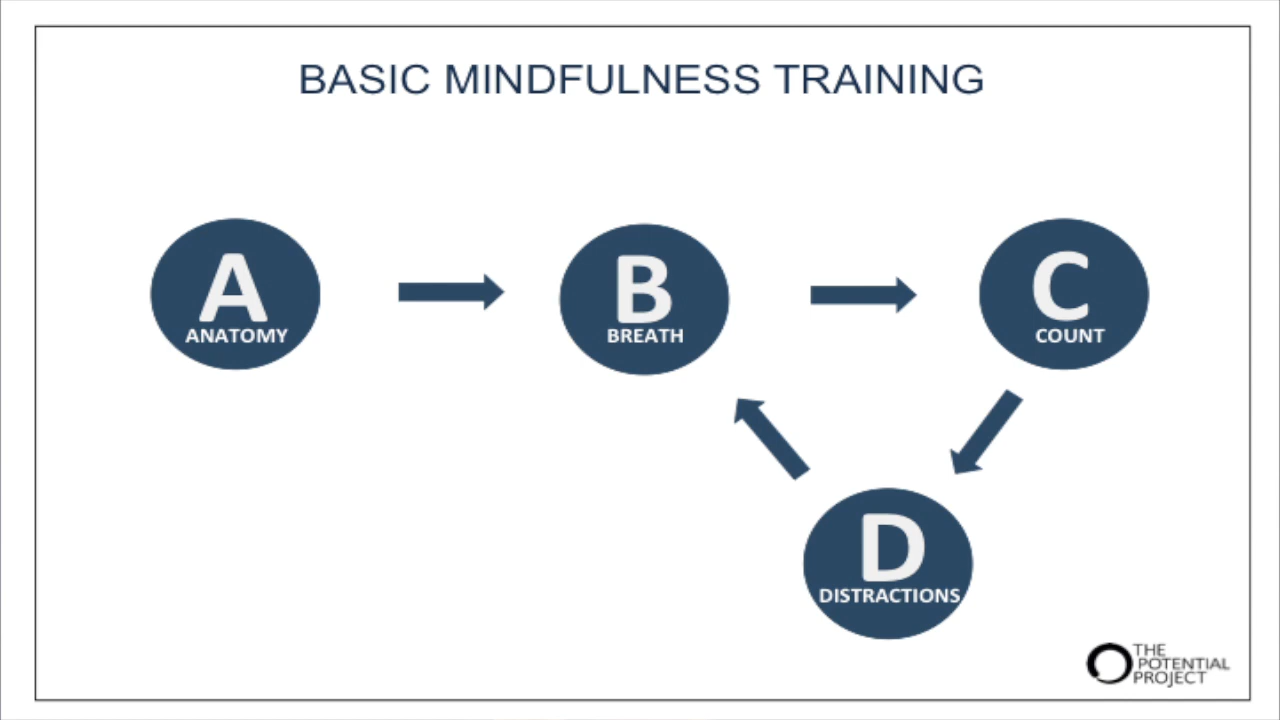 BASIC MINDFULNESS TRAINING
A
ANATOMY
B
BREATH
C
COUNT
D
DISTRACTIONS
THE
POTENTIAL
PROJECT